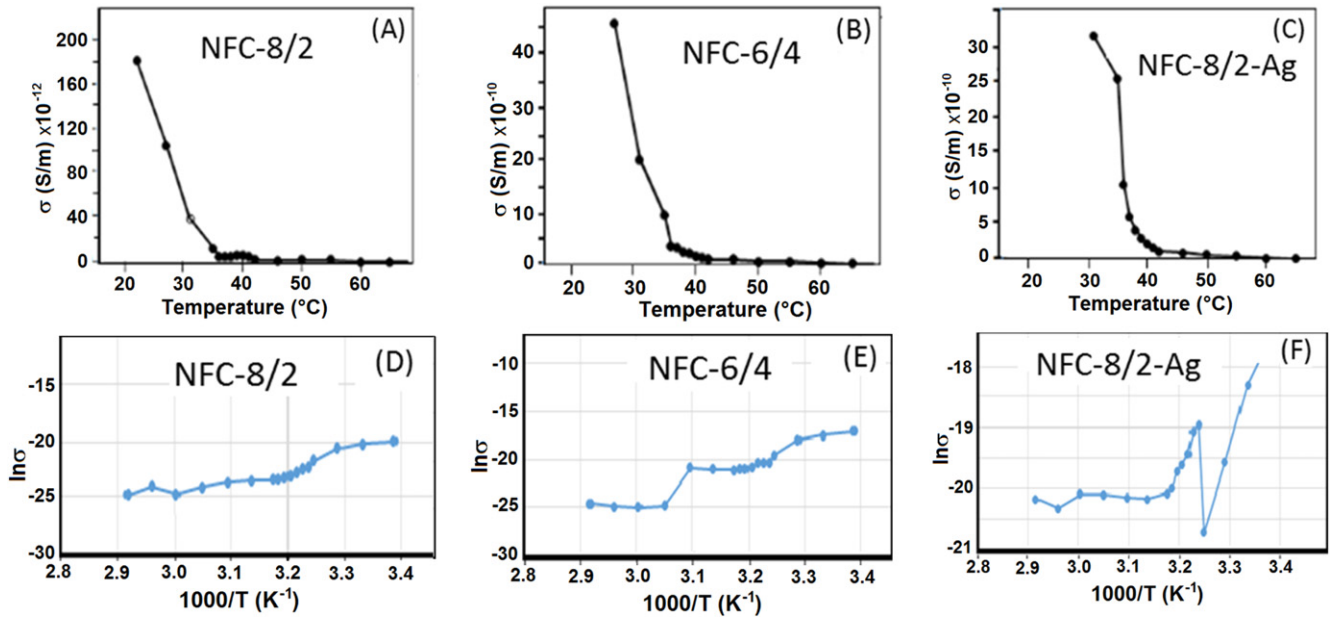 (A)
NFC-8/2
200
160
120
80
40
0
σ (S/m) x10⁻¹²
20 30 40 50 60
Temperature (°C)
(B)
NFC-6/4
40
30
20
10
0
σ (S/m) x10⁻¹⁰
20 30 40 50 60
Temperature (°C)
(C)
NFC-8/2-Ag
30
25
20
15
10
5
0
σ (S/m) x10⁻¹⁰
20 30 40 50 60
Temperature (°C)
(D)
NFC-8/2
-15
-20
-25
-30
lnσ
2.8 2.9 3.0 3.1 3.2 3.3 3.4
1000/T (K⁻¹)
(E)
NFC-6/4
-10
-15
-20
-25
-30
lnσ
2.8 2.9 3.0 3.1 3.2 3.3 3.4
1000/T (K⁻¹)
(F)
NFC-8/2-Ag
-18
-19
-20
-21
lnσ
2.8 2.9 3.0 3.1 3.2 3.3 3.4
1000/T (K⁻¹)